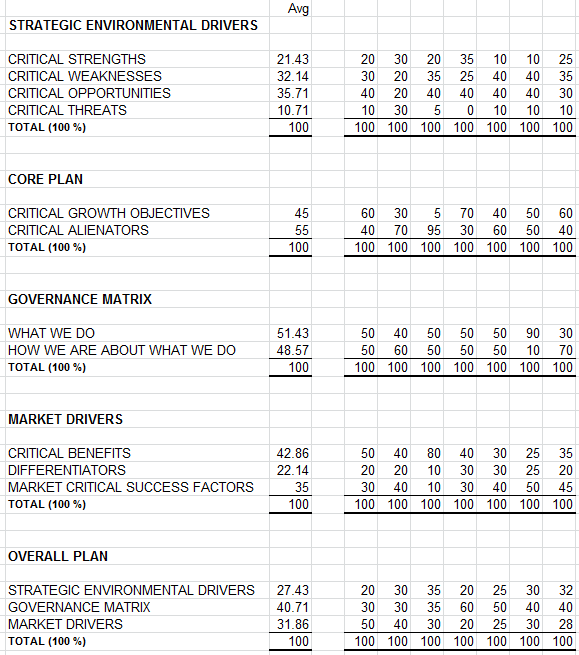 Avg
STRATEGIC ENVIRONMENTAL DRIVERS
CRITICAL STRENGTHS 21.43 20 30 20 35 10 10 25
CRITICAL WEAKNESSES 32.14 30 20 35 25 40 40 35
CRITICAL OPPORTUNITIES 35.71 40 20 40 40 40 40 30
CRITICAL THREATS 10.71 10 30 5 0 10 10 10
TOTAL (100 %) 100 100 100 100 100 100 100 100
CORE PLAN
CRITICAL GROWTH OBJECTIVES 45 60 30 5 70 40 50 60
CRITICAL ALIENATORS 55 40 70 95 30 60 50 40
TOTAL (100 %) 100 100 100 100 100 100 100 100
GOVERNANCE MATRIX
WHAT WE DO 51.43 50 40 50 50 50 90 30
HOW WE ARE ABOUT WHAT WE DO 48.57 50 60 50 50 50 10 70
TOTAL (100 %) 100 100 100 100 100 100 100 100
MARKET DRIVERS
CRITICAL BENEFITS 42.86 50 40 80 40 30 25 35
DIFFERENTIATORS 22.14 20 20 10 30 30 25 20
MARKET CRITICAL SUCCESS FACTORS 35 30 40 10 30 40 50 45
TOTAL (100 %) 100 100 100 100 100 100 100 100
OVERALL PLAN
STRATEGIC ENVIRONMENTAL DRIVERS 27.43 20 30 35 20 25 30 32
GOVERNANCE MATRIX 40.71 30 30 35 60 50 40 40
MARKET DRIVERS 31.86 50 40 30 20 25 30 28
TOTAL (100 %) 100 100 100 100 100 100 100 100